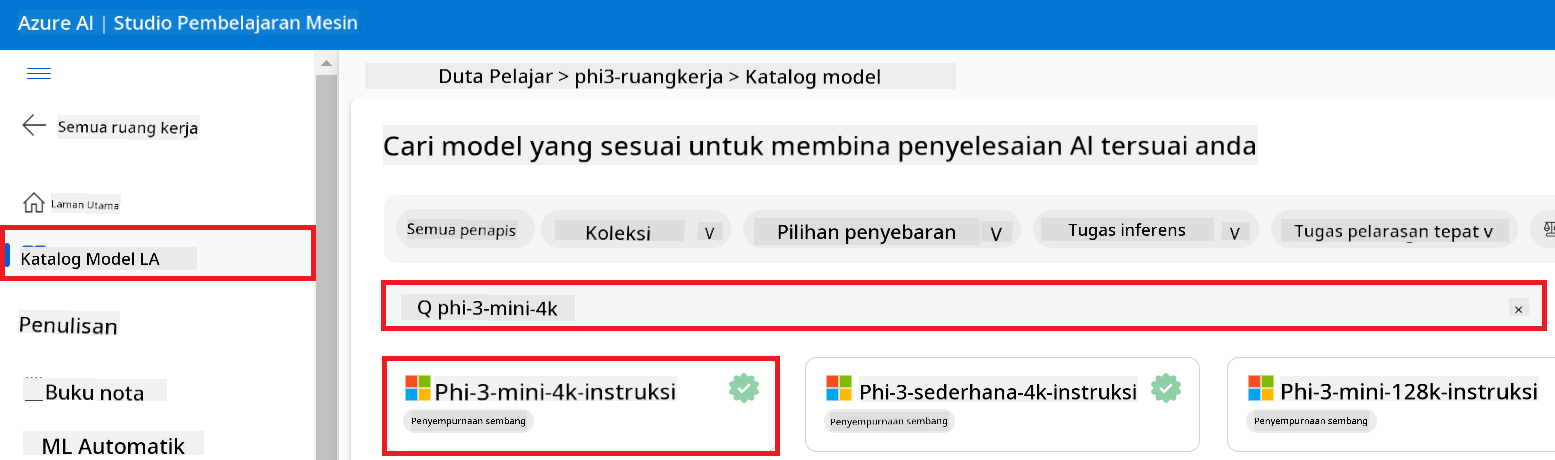 Azure AI | Studio Pembelajaran Mesin
Duta Pelajar > phi3-ruangkerja > Katalog model
Semua ruang kerja
Cari model yang sesuai untuk membina penyelesaian AI tersuai anda
Laman Utama
Semua penapis
Koleksi v
Pilihan penyebaran v
Tugas inferens v
Tugas pelarasan tepat v
Katalog Model LA
Q phi-3-mini-4k ×
Penulisan
Buku nota
ML Automatik
Phi-3-mini-4k-instruksi
Penyempurnaan sembang
Phi-3-sederhana-4k-instruksi
Penyempurnaan sembang
Phi-3-mini-128k-instruksi
Penyempurnaan sembang